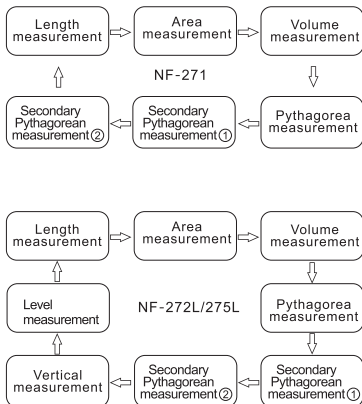 Length
measurement
Area
measurement
Volume
measurement
NF-271
Secondary
Pythagorean
measurement②
Secondary
Pythagorean
measurement①
Pythagorea
measurement
Length
measurement
Area
measurement
Volume
measurement
Level
measurement
NF-272L/275L
Pythagorea
measurement
Vertical
measurement
Secondary
Pythagorean
measurement②
Secondary
Pythagorean
measurement①